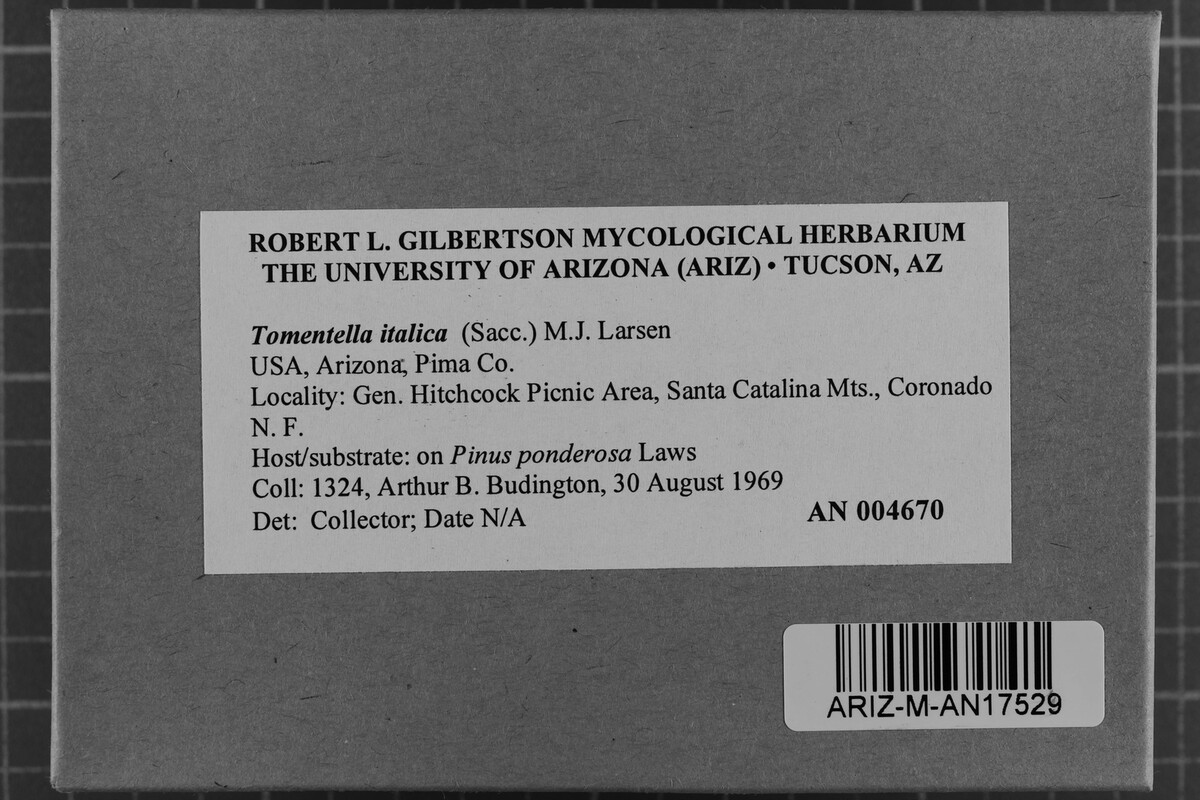 ROBERT L. GILBERTSON MYCOLOGICAL HERBARIUM
THE UNIVERSITY OF ARIZONA (ARIZ) • TUCSON, AZ
Tomentella italica (Sacc.) M.J. Larsen
USA, Arizona, Pima Co.
Locality: Gen. Hitchcock Picnic Area, Santa Catalina Mts., Coronado
N. F.
Host/substrate: on Pinus ponderosa Laws
Coll: 1324, Arthur B. Budington, 30 August 1969
Det: Collector; Date N/A
AN 004670
ARIZ-M-AN17529